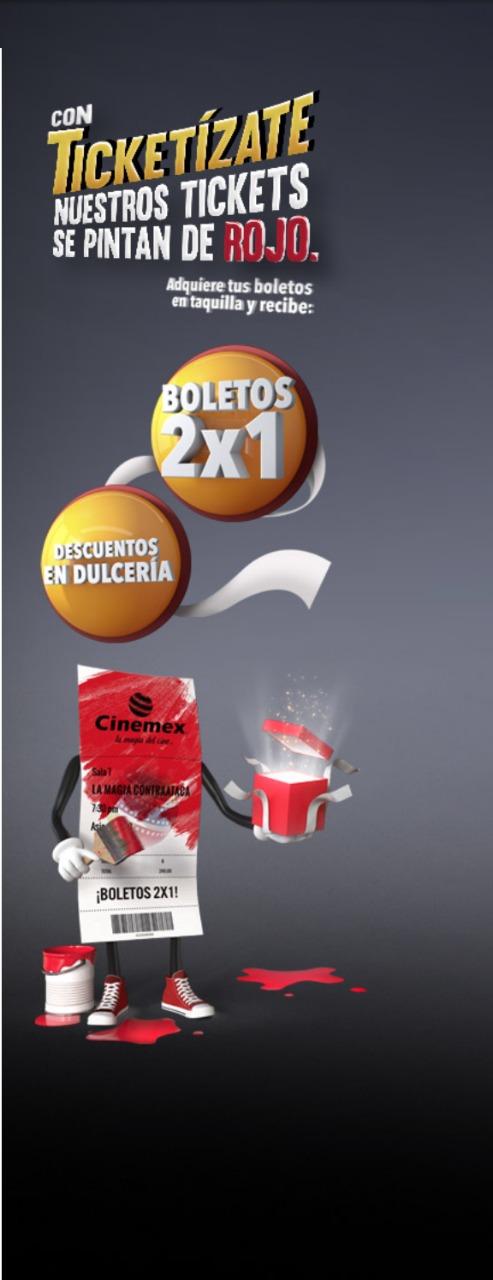 CON
TICKETÍZATE
NUESTROS TICKETS
SE PINTAN DE ROJO.
Adquiere tus boletos
en taquilla y recibe:
BOLETOS
2x1
DESCUENTOS
EN DULCERÍA
Cinemex
la magia del cine.
Sala 7
LA MAGIA CONTRAATACA
7:30 pm
TOTAL
¡BOLETOS 2X1!